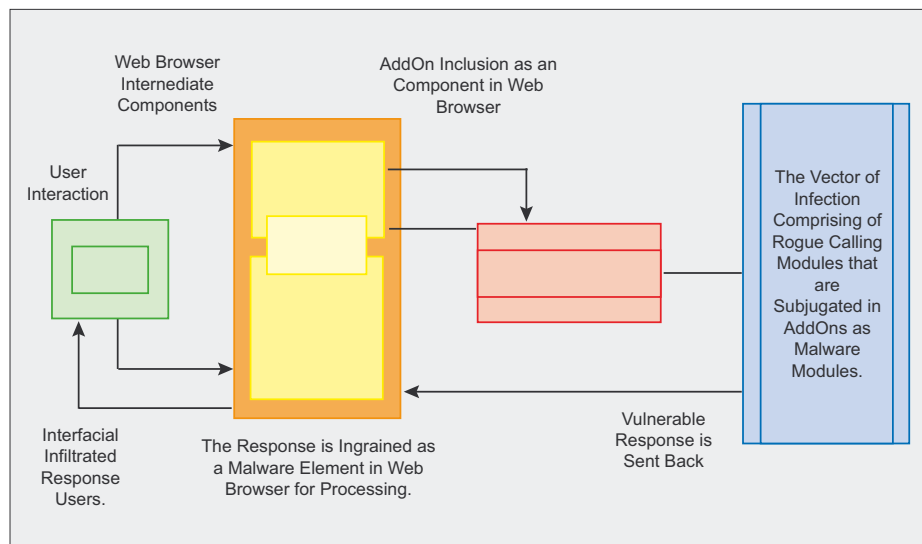 Web Browser
Internediate
Components
AddOn Inclusion as an
Component in Web
Browser
User
Interaction
The Vector of
Infection
Comprising of
Rogue Calling
Modules that
are
Subjugated in
AddOns as
Malware
Modules.
Interfacial
Infiltrated
Response
Users.
The Response is Ingrained as
a Malware Element in Web
Browser for Processing.
Vulnerable
Response is
Sent Back